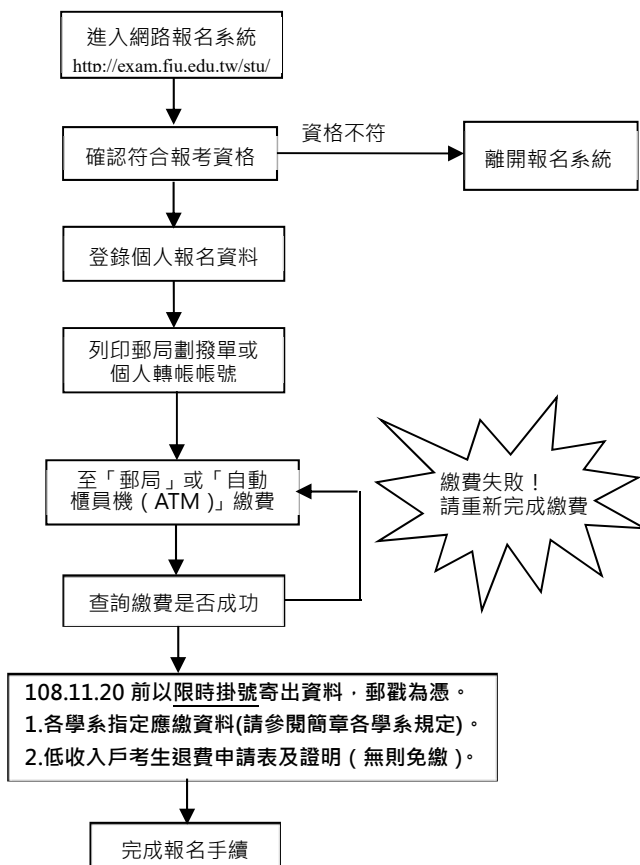 進入網路報名系統
http://exam.fju.edu.tw/stu/
確認符合報考資格
資格不符
離開報名系統
登錄個人報名資料
列印郵局劃撥單或
個人轉帳帳號
至「郵局」或「自動
櫃員機（ATM）」繳費
繳費失敗！
請重新完成繳費
查詢繳費是否成功
108.11.20 前以限時掛號寄出資料，郵戳為憑。
1.各學系指定應繳資料(請參閱簡章各學系規定)。
2.低收入戶考生退費申請表及證明（無則免繳）。
完成報名手續